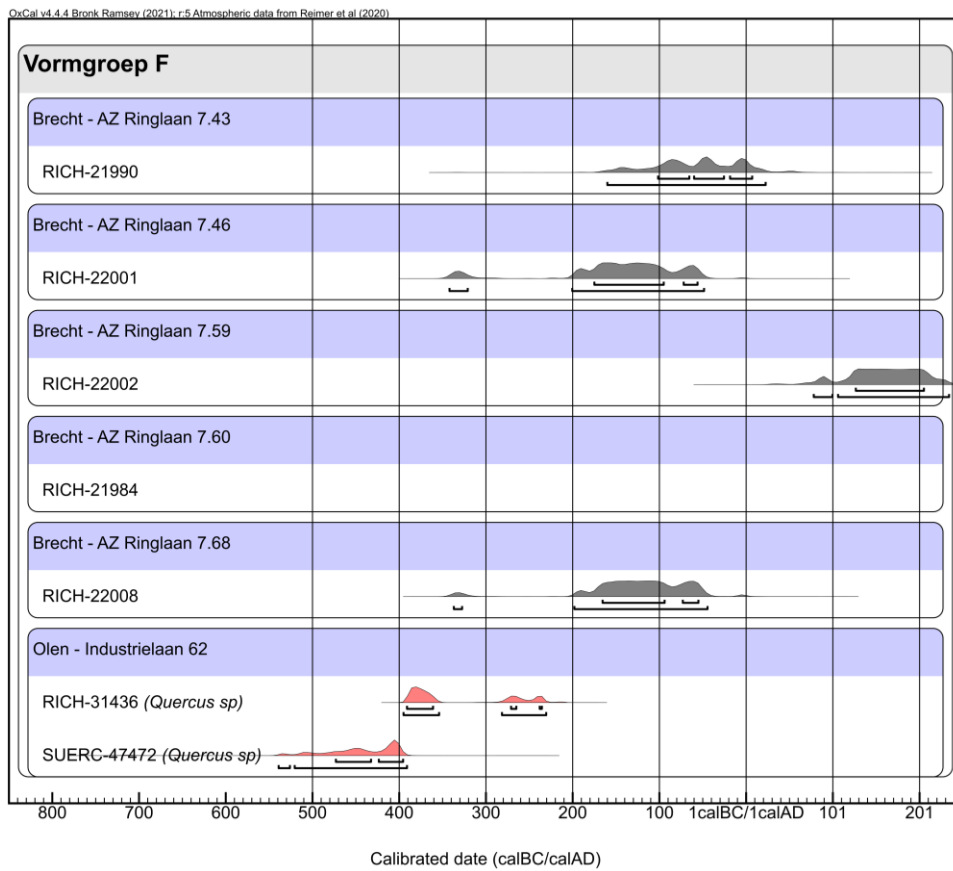 OxCal v4.4.4 Bronk Ramsey (2021); r:5 Atmospheric data from Reimer et al (2020)
Vormgroep F
Brecht - AZ Ringlaan 7.43
RICH-21990
Brecht - AZ Ringlaan 7.46
RICH-22001
Brecht - AZ Ringlaan 7.59
RICH-22002
Brecht - AZ Ringlaan 7.60
RICH-21984
Brecht - AZ Ringlaan 7.68
RICH-22008
Olen - Industrielaan 62
RICH-31436 (Quercus sp)
SUERC-47472 (Quercus sp)
800 700 600 500 400 300 200 100 1calBC/1calAD 101 201
Calibrated date (calBC/calAD)